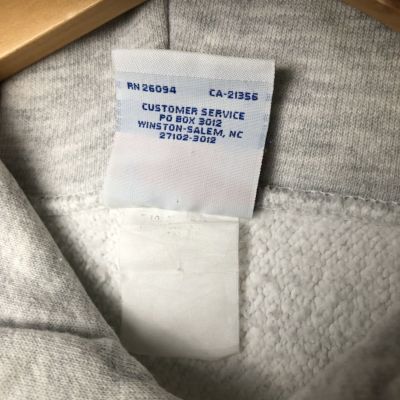 RN 26094 CA-21356
CUSTOMER SERVICE
PO BOX 3012
WINSTON-SALEM, NC
27102-3012